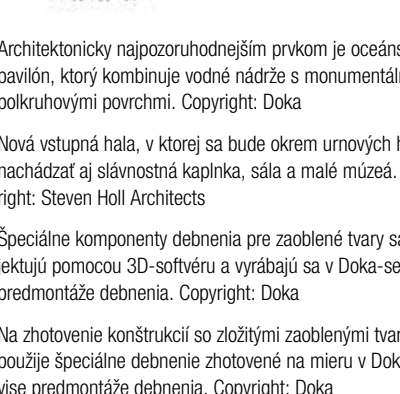 Architektonicky najpozoruhodnejším prvkom je oceáns
pavilón, ktorý kombinuje vodné nádrže s monumentál
polkruhovými povrchmi. Copyright: Doka
Nová vstupná hala, v ktorej sa bude okrem urnových h
nachádzať aj slávnostná kaplnka, sála a malé múzeá.
right: Steven Holl Architects
Špeciálne komponenty debnenia pre zaoblené tvary sa
jektujú pomocou 3D-softvéru a vyrábajú sa v Doka-se
predmontáže debnenia. Copyright: Doka
Na zhotovenie konštrukcií so zložitými zaoblenými tvar
použije špeciálne debnenie zhotovené na mieru v Dok
vise predmontáže debnenia. Copyright: Doka